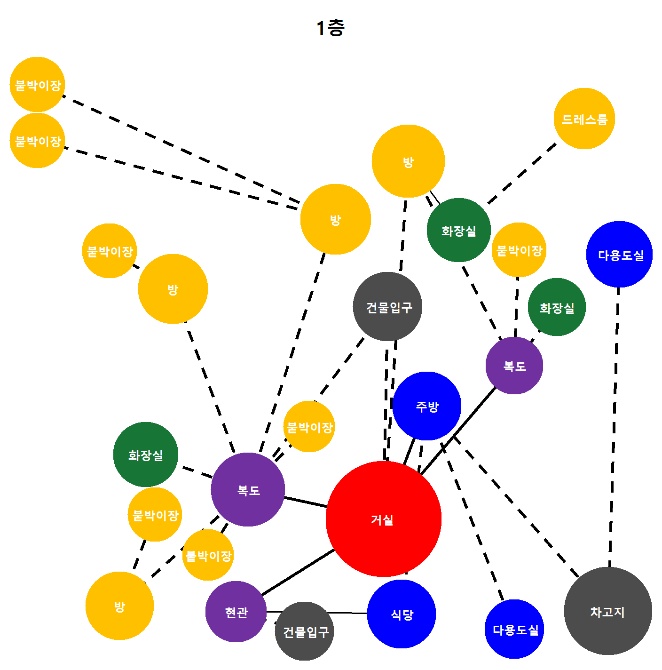 1층
붙박이장
드레스룸
붙박이장
방
방
화장실
붙박이장
붙박이장
다용도실
방
건물입구
화장실
복도
주방
붙박이장
화장실
복도
붙박이장
거실
붙박이장
방
현관
식당
차고지
건물입구
다용도실